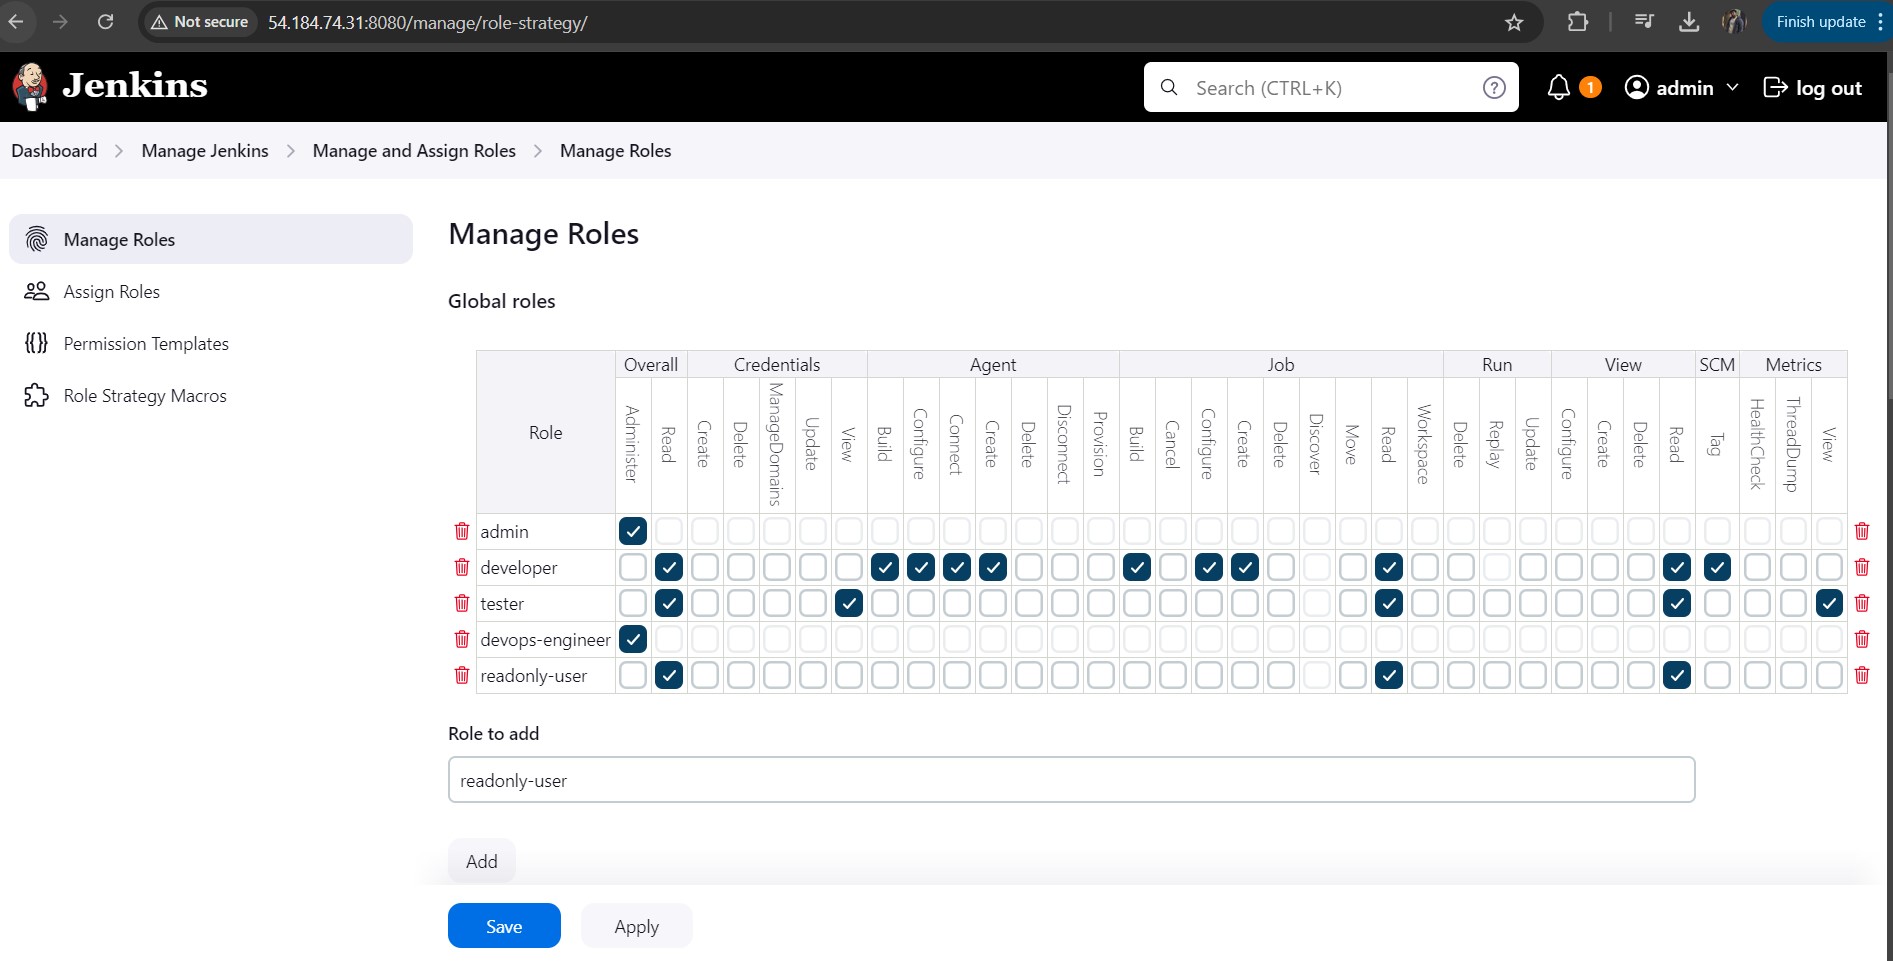 Not secure 54.184.74.31:8080/manage/role-strategy/ Finish update
Jenkins Search (CTRL+K) 1 admin log out
Dashboard Manage Jenkins Manage and Assign Roles Manage Roles
Manage Roles
Assign Roles
Permission Templates
Role Strategy Macros
Manage Roles
Global roles
Role Overall Credentials Agent Job Run View SCM Metrics
Administer Read Create Delete ManageDomains Update View Build Configure Connect Create Delete Disconnect Provision Build Cancel Configure Create Delete Discover Move Read Workspace Delete Replay Update Configure Create Delete Read Tag HealthCheck ThreadDump View
admin
developer
tester
devops-engineer
readonly-user
Role to add
readonly-user
Add
Save Apply